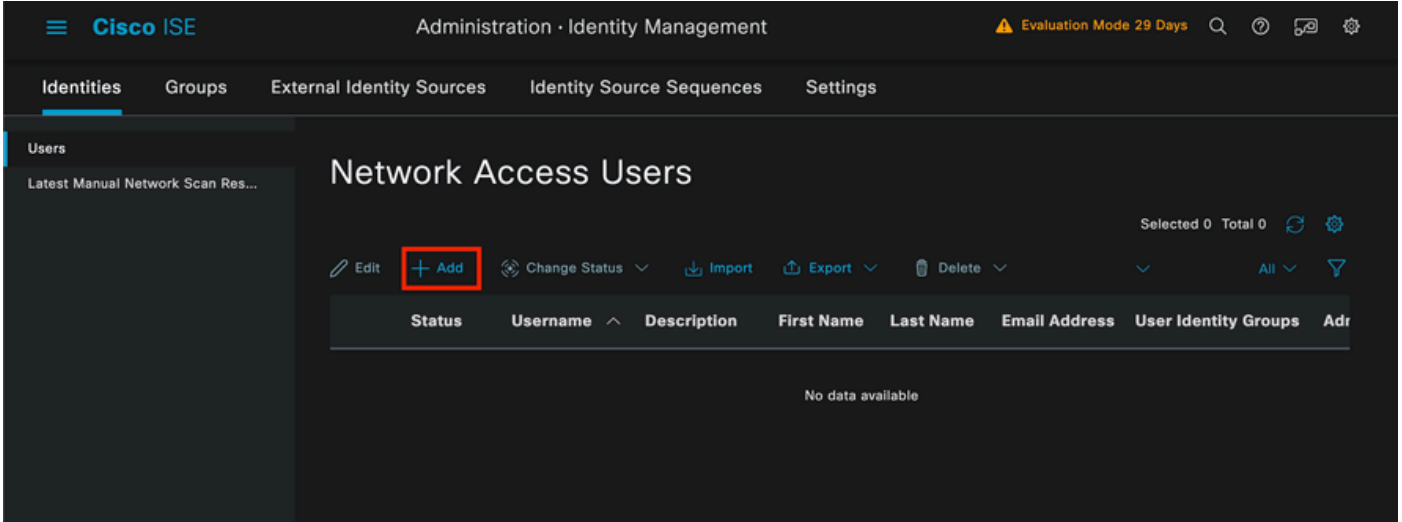 Cisco ISE
Administration · Identity Management
Evaluation Mode 29 Days
Identities Groups External Identity Sources Identity Source Sequences Settings
Users
Latest Manual Network Scan Res...
Network Access Users
Selected 0 Total 0
Edit Add Change Status Import Export Delete All
Status Username Description First Name Last Name Email Address User Identity Groups Adr
No data available